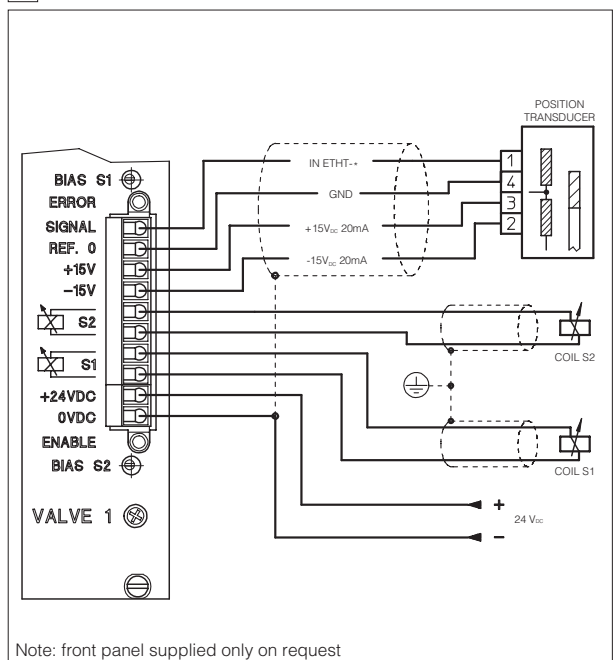 POSITION
TRANSDUCER
IN ETHT-*
1
GND
4
+15VDC 20mA
3
-15VDC 20mA
2
BIAS S1
ERROR
SIGNAL
REF. 0
+15V
-15V
S2
S1
+24VDC
0VDC
ENABLE
BIAS S2
VALVE 1
COIL S2
COIL S1
+
24 VDC
-
Note: front panel supplied only on request